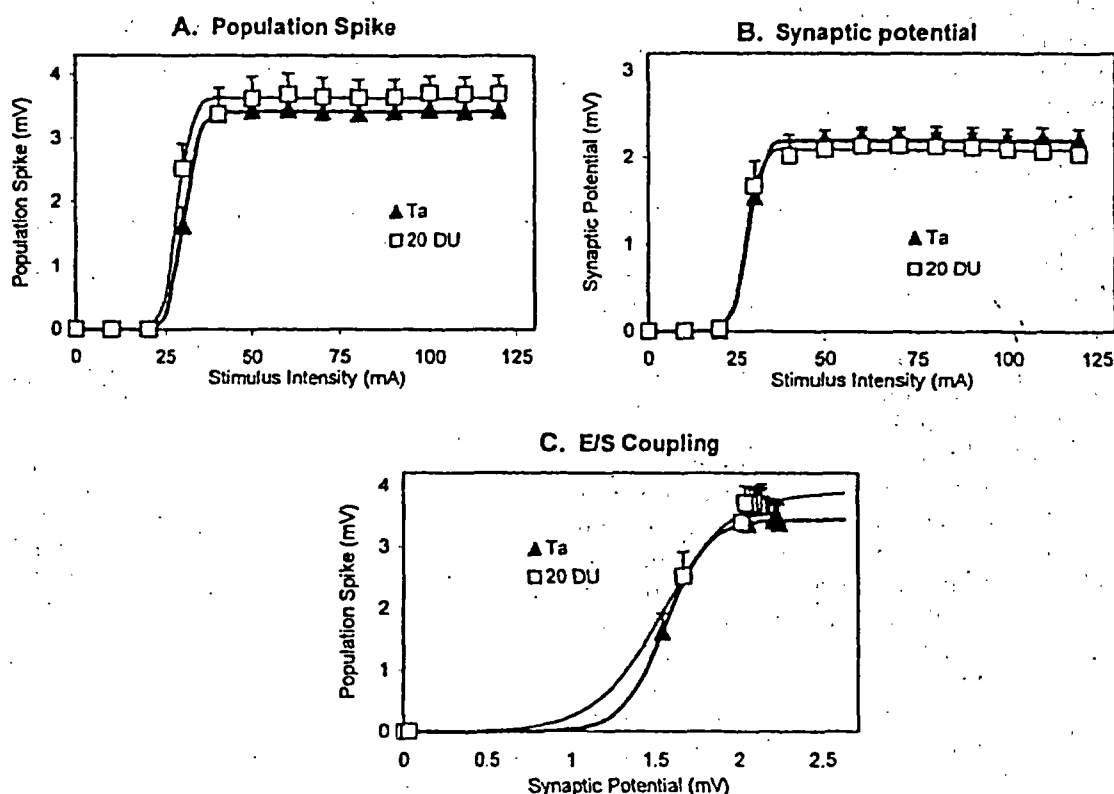 A. Population Spike
Population Spike (mV)
4
3
2
1
0
▲ Ta
□ 20 DU
0 25 50 75 100 125
Stimulus Intensity (mA)
B. Synaptic potential
Synaptic Potential (mV)
3
2
1
0
▲ Ta
□ 20 DU
0 25 50 75 100 125
Stimulus Intensity (mA)
C. E/S Coupling
Population Spike (mV)
4
3
2
1
0
▲ Ta
□ 20 DU
0 0.5 1 1.5 2 2.5
Synaptic Potential (mV)